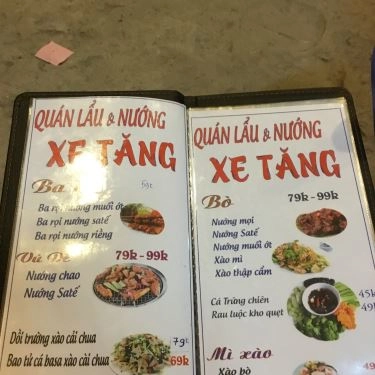 QUÁN LẨU & NƯỚNG
XE TĂNG
Ba
59k
Ba rọi nướng muối ớt
Ba rọi nướng saté
Ba rọi nướng riềng
Vú Dê 79k - 99k
Nướng chao
Nướng Saté
Dồi trường xào cải chua 79k
Bao tử cá basa xào cải chua 69k
QUÁN LẨU & NƯỚNG
XE TĂNG
Bò 79k - 99k
Nướng mọi
Nướng Saté
Nướng muối ớt
Xào mì
Xào thập cẩm
Cá Trứng chiên 45k
Rau luộc kho quẹt 49k
Mì xào
Xào bò